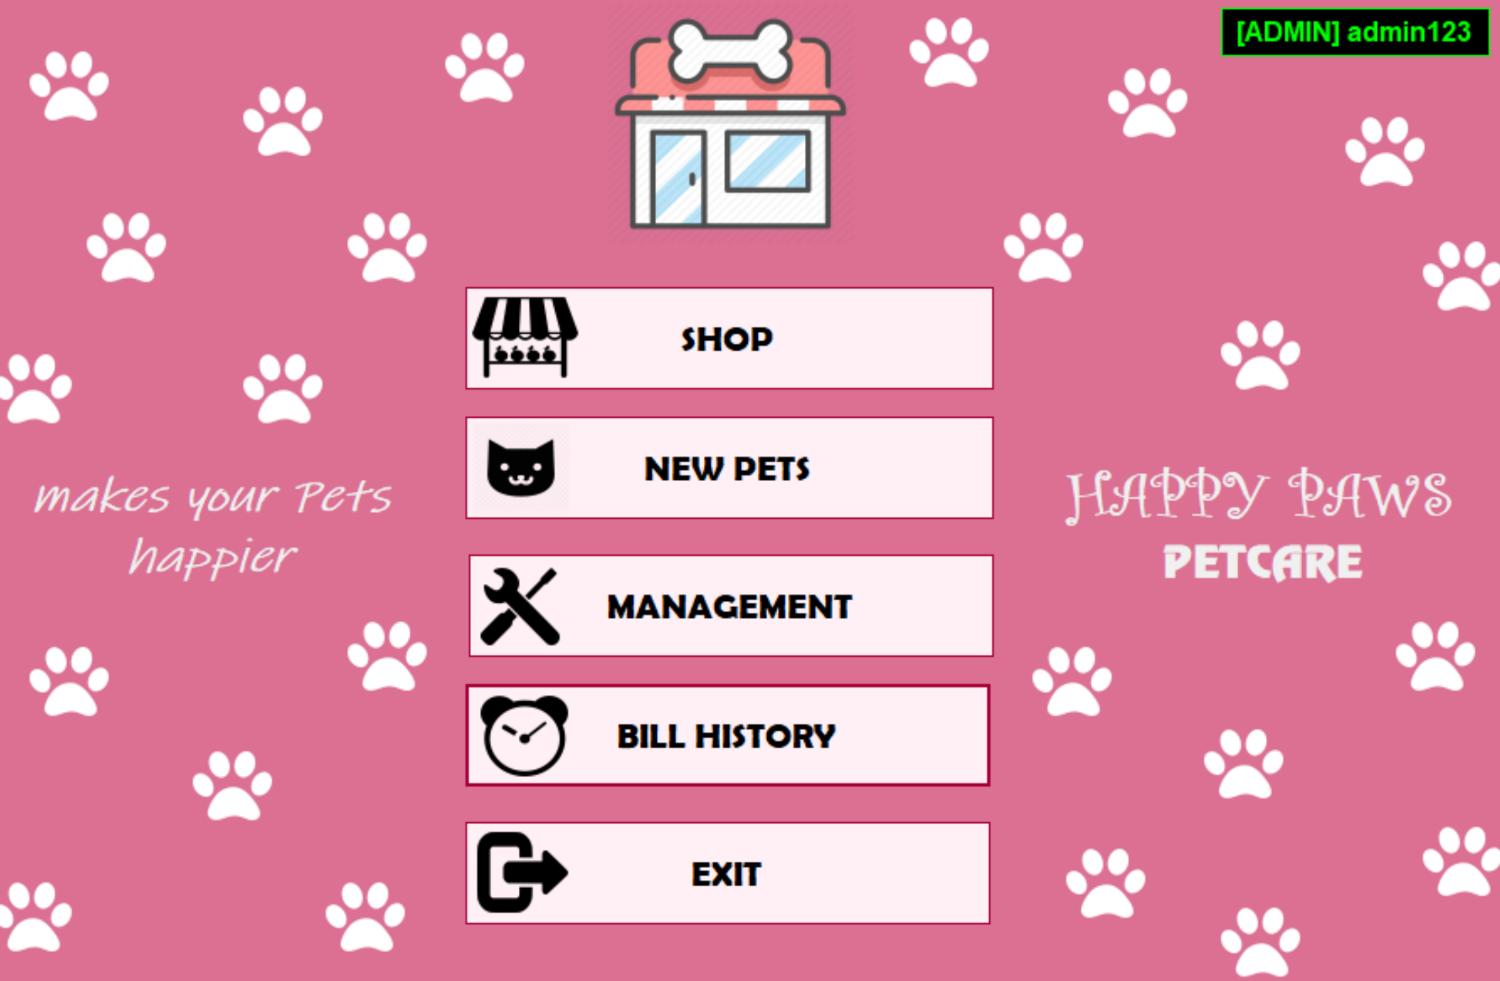 [ADMIN] admin123
SHOP
NEW PETS
makes your Pets
happier
HAPPY PAWS
PETCARE
MANAGEMENT
BILL HISTORY
EXIT